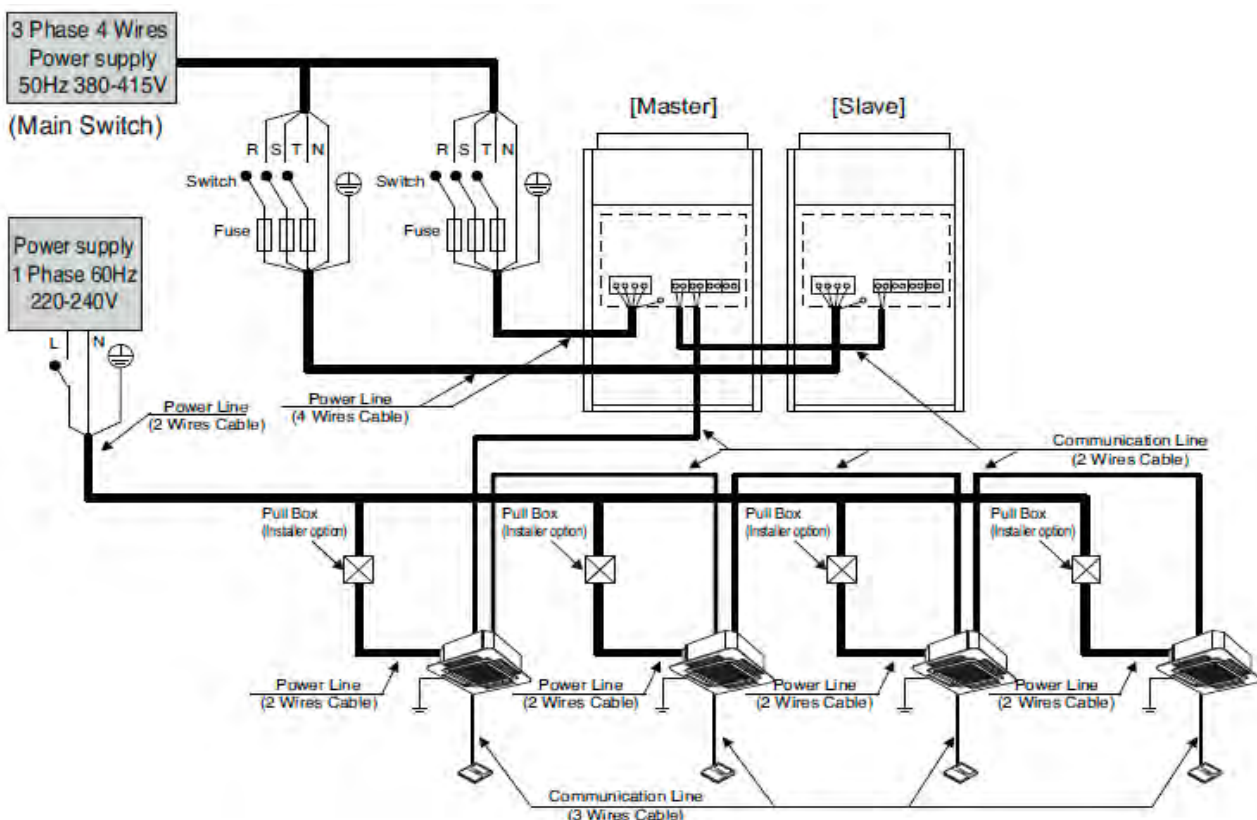 3 Phase 4 Wires
Power supply
50Hz 380-415V
(Main Switch)
[Master]
[Slave]
R S T N
R S T N
Switch
Switch
Fuse
Fuse
Power supply
1 Phase 60Hz
220-240V
L N
Power Line
(2 Wires Cable)
Power Line
(4 Wires Cable)
Communication Line
(2 Wires Cable)
Pull Box
(Installer option)
Pull Box
(Installer option)
Pull Box
(Installer option)
Pull Box
(Installer option)
Power Line
(2 Wires Cable)
Power Line
(2 Wires Cable)
Power Line
(2 Wires Cable)
Power Line
(2 Wires Cable)
Communication Line
(3 Wires Cable)